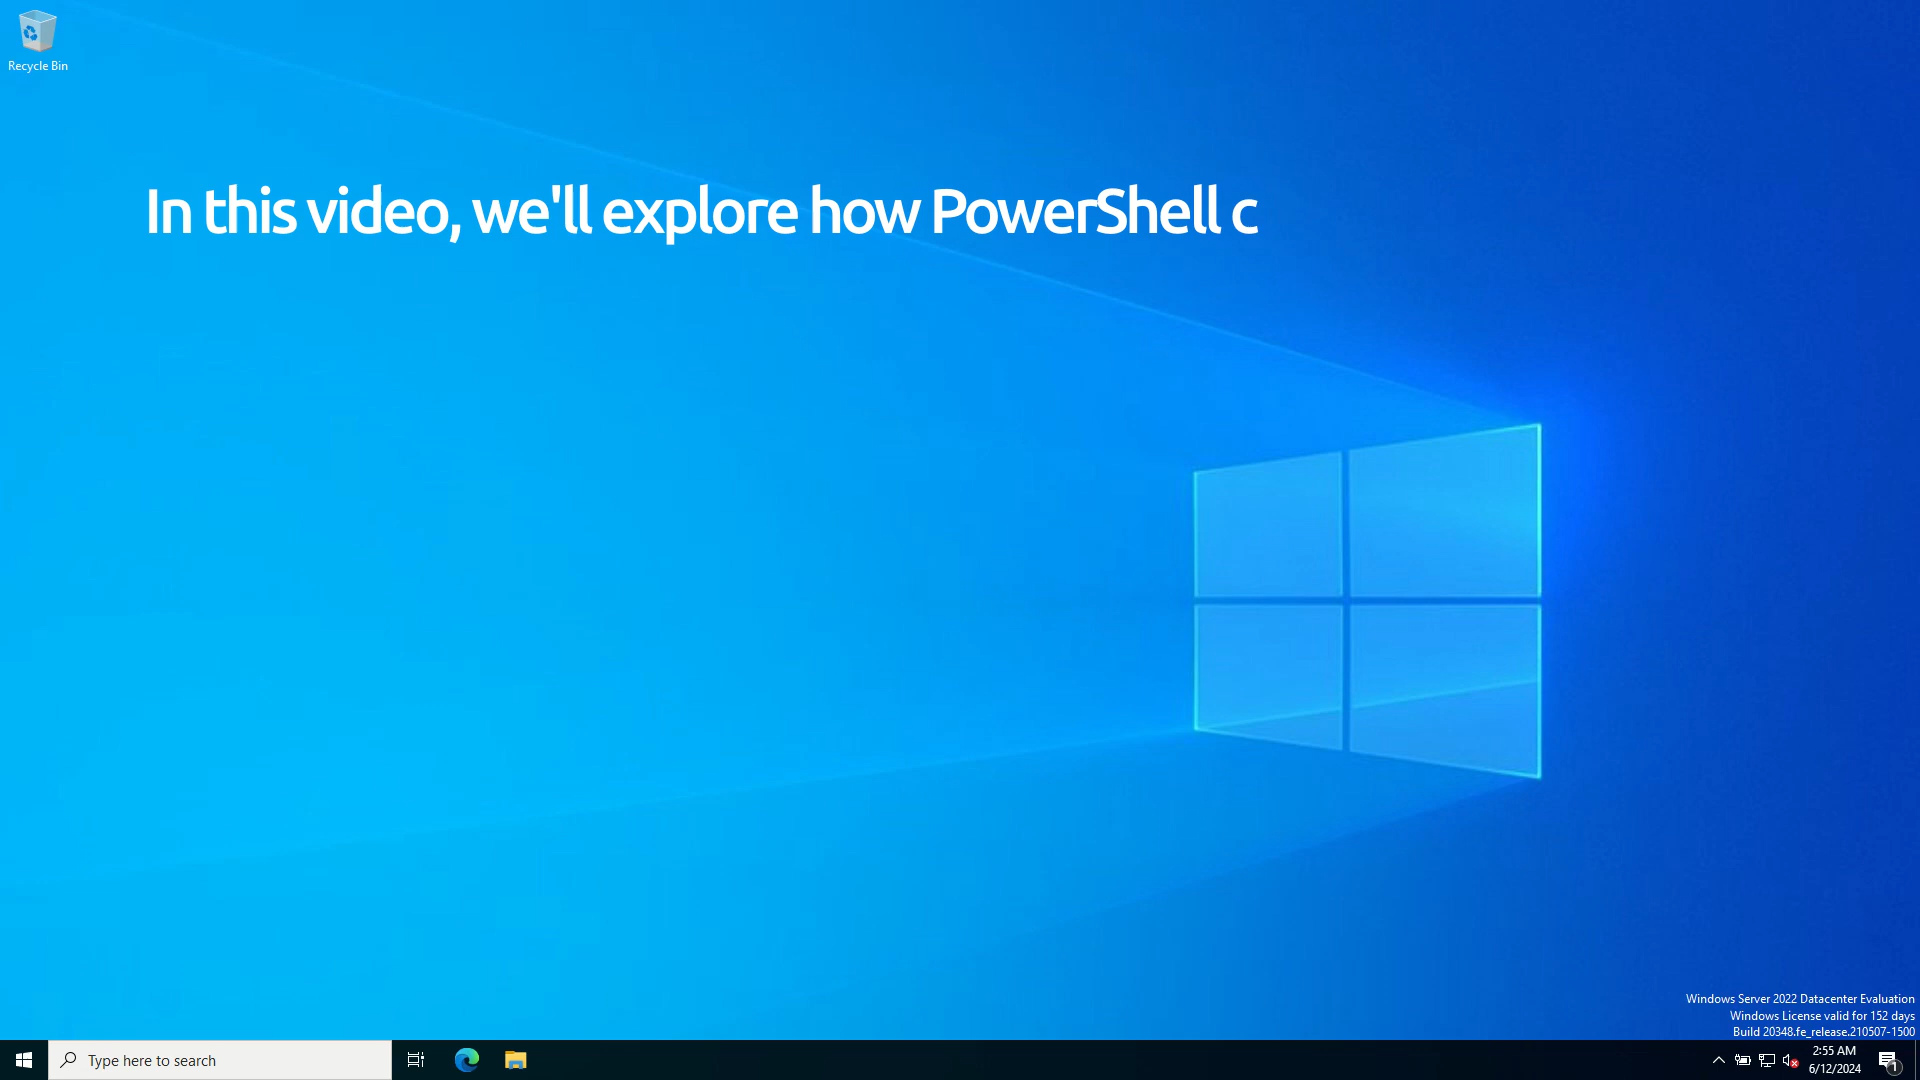 Recycle Bin
In this video, we'll explore how PowerShell c
Windows Server 2022 Datacenter Evaluation
Windows License valid for 152 days
Build 20348.fe_release.210507-1500
Type here to search
2:55 AM
6/12/2024
1